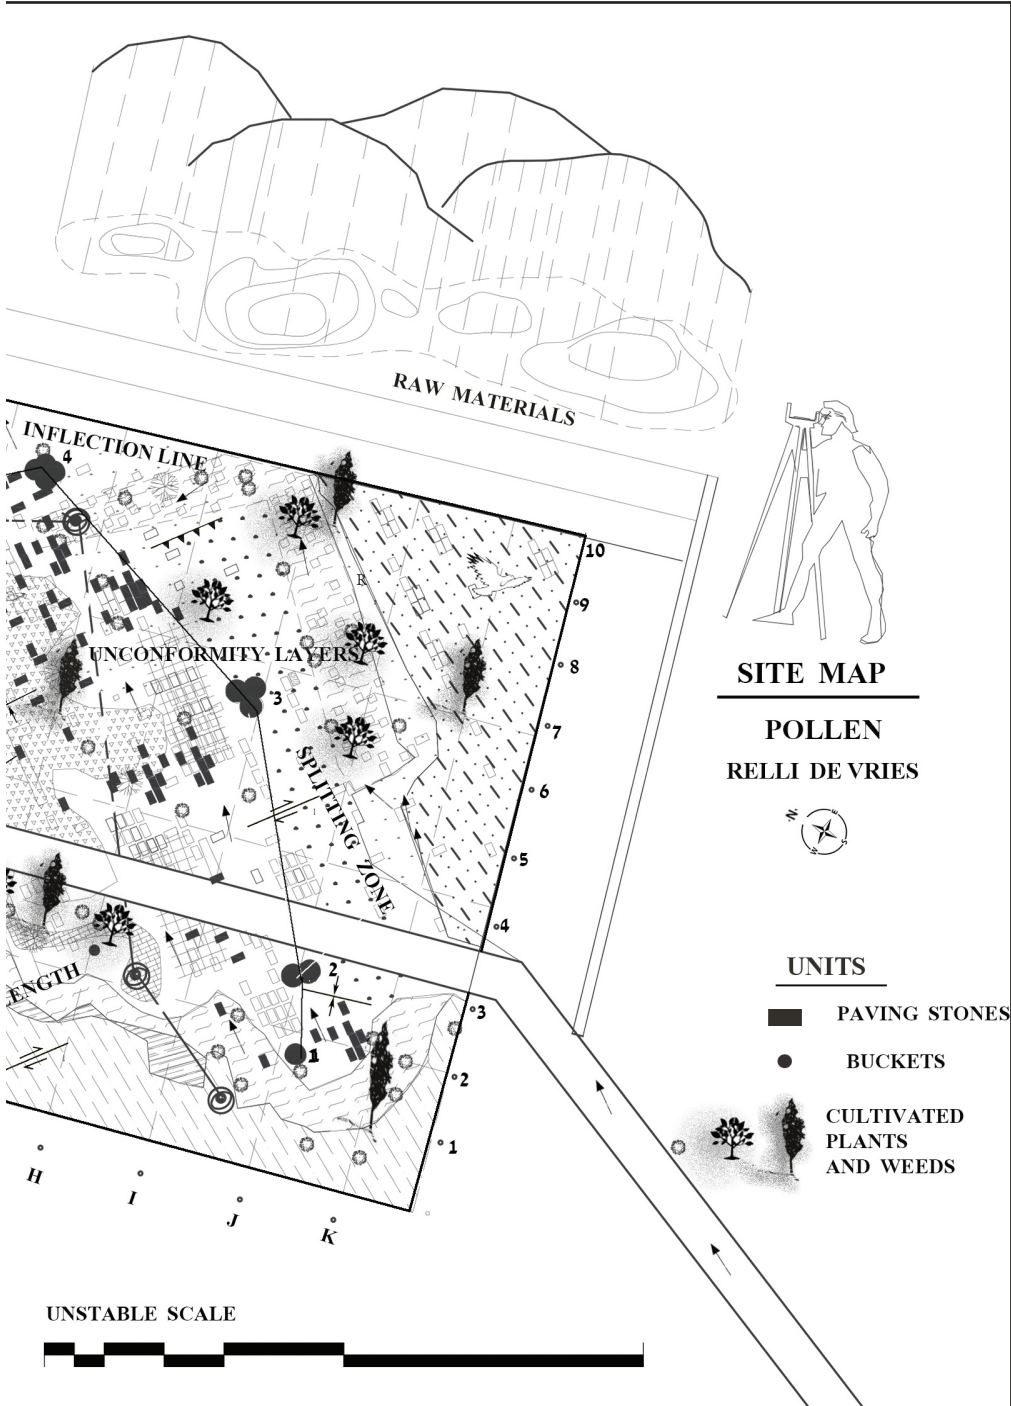 RAW MATERIALS
INFLECTION LINE
4
10
R
9
UNCONFORMITY LAYERS
8
SITE MAP
3
7
POLLEN
RELLI DE VRIES
6
SPLITTING ZONE
N
E
S
W
5
4
2
UNITS
LENGTH
3
PAVING STONES
1
BUCKETS
2
CULTIVATED
PLANTS
AND WEEDS
1
H
I
J
K
UNSTABLE SCALE